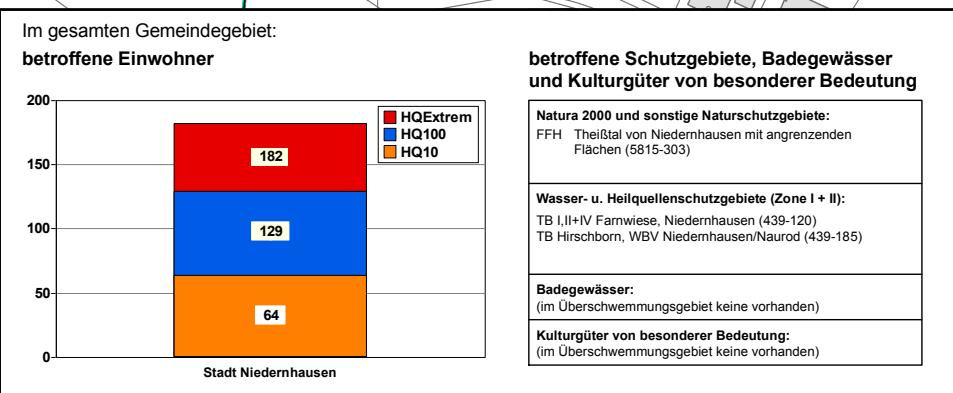 Im gesamten Gemeindegebiet:
betroffene Einwohner
200
150
100
50
0
HQExtrem
HQ100
HQ10
182
129
64
Stadt Niedernhausen
betroffene Schutzgebiete, Badegewässer
und Kulturgüter von besonderer Bedeutung
Natura 2000 und sonstige Naturschutzgebiete:
FFH Theißtal von Niedernhausen mit angrenzenden
Flächen (5815-303)
Wasser- u. Heilquellenschutzgebiete (Zone I + II):
TB I,II+IV Farnwiese, Niedernhausen (439-120)
TB Hirschborn, WBV Niedernhausen/Naurod (439-185)
Badegewässer:
(im Überschwemmungsgebiet keine vorhanden)
Kulturgüter von besonderer Bedeutung:
(im Überschwemmungsgebiet keine vorhanden)